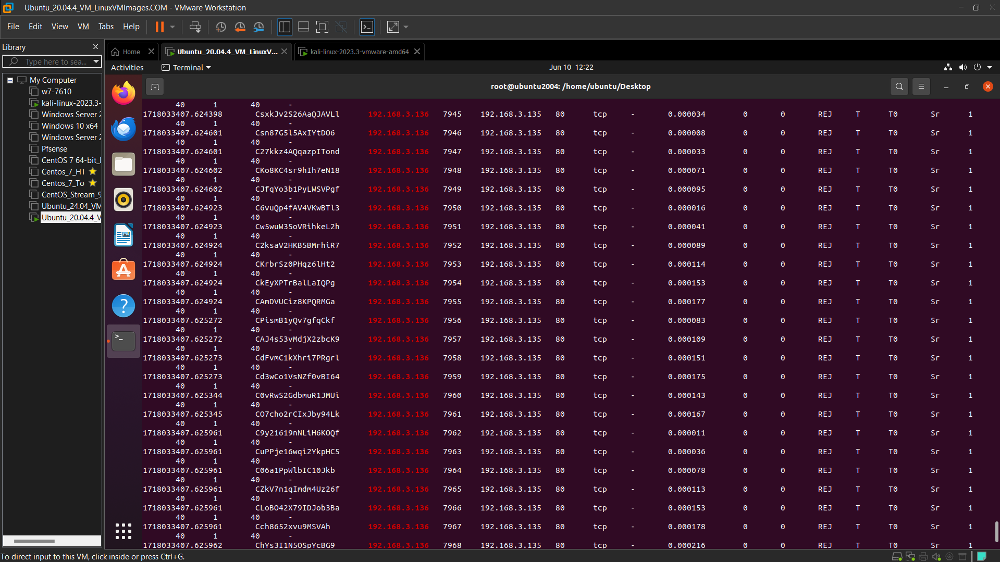 Ubuntu_20.04.4_VM_LinuxVMImages.COM - VMware Workstation
File Edit View VM Tabs Help
Library
Type here to sea...
My Computer
w7-7610
kali-linux-2023.3-
Windows Server 2
Windows 10 x64
Windows Server 2
Pfsense
CentOS 7 64-bit_I
Centos_7_HT
Centos_7_To
CentOS_Stream_9
Ubuntu_24.04_VM
Ubuntu_20.04.4_V
Home
Ubuntu_20.04.4_VM_LinuxV...
kali-linux-2023.3-vmware-amd64
Activities
Terminal
Jun 10 12:22
root@ubuntu2004: /home/ubuntu/Desktop
40 1 40 -
1718033407.624398 CsxkJv2S26AaQJAVLl 192.168.3.136 7945 192.168.3.135 80 tcp - 0.000034 0 0 REJ T T0 Sr 1
40 1 40 -
1718033407.624601 Csn87G5l5AxIYtDO6 192.168.3.136 7946 192.168.3.135 80 tcp - 0.000008 0 0 REJ T T0 Sr 1
40 1 40 -
1718033407.624601 C27kkz4AQqazpITond 192.168.3.136 7947 192.168.3.135 80 tcp - 0.000033 0 0 REJ T T0 Sr 1
40 1 40 -
1718033407.624602 CKo8KC4sr9hIh7eN18 192.168.3.136 7948 192.168.3.135 80 tcp - 0.000071 0 0 REJ T T0 Sr 1
40 1 40 -
1718033407.624602 CJfqYo3b1PyLWSVPgf 192.168.3.136 7949 192.168.3.135 80 tcp - 0.000095 0 0 REJ T T0 Sr 1
40 1 40 -
1718033407.624923 C6vuQp4fAV4VKwBTl3 192.168.3.136 7950 192.168.3.135 80 tcp - 0.000016 0 0 REJ T T0 Sr 1
40 1 40 -
1718033407.624923 Cw5wuW35oVRihkeL2h 192.168.3.136 7951 192.168.3.135 80 tcp - 0.000041 0 0 REJ T T0 Sr 1
40 1 40 -
1718033407.624924 C2ksaV2HKB5BMrhiR7 192.168.3.136 7952 192.168.3.135 80 tcp - 0.000089 0 0 REJ T T0 Sr 1
40 1 40 -
1718033407.624924 CKrbrSz0PHqz6lHt2 192.168.3.136 7953 192.168.3.135 80 tcp - 0.000114 0 0 REJ T T0 Sr 1
40 1 40 -
1718033407.624924 CkEyXPTrBalLaIQPg 192.168.3.136 7954 192.168.3.135 80 tcp - 0.000153 0 0 REJ T T0 Sr 1
40 1 40 -
1718033407.624924 CAmDVUCiz8KPQRMGa 192.168.3.136 7955 192.168.3.135 80 tcp - 0.000177 0 0 REJ T T0 Sr 1
40 1 40 -
1718033407.625272 CPismB1yQv7gfqCkf 192.168.3.136 7956 192.168.3.135 80 tcp - 0.000083 0 0 REJ T T0 Sr 1
40 1 40 -
1718033407.625272 CAJ4s53vMdjX2zbcK9 192.168.3.136 7957 192.168.3.135 80 tcp - 0.000109 0 0 REJ T T0 Sr 1
40 1 40 -
1718033407.625273 CdFvmC1kXhri7PRgrl 192.168.3.136 7958 192.168.3.135 80 tcp - 0.000151 0 0 REJ T T0 Sr 1
40 1 40 -
1718033407.625273 Cd3wCo1VsNZf0vBI64 192.168.3.136 7959 192.168.3.135 80 tcp - 0.000175 0 0 REJ T T0 Sr 1
40 1 40 -
1718033407.625344 C0vRwS2GdbmuR1JMUi 192.168.3.136 7960 192.168.3.135 80 tcp - 0.000143 0 0 REJ T T0 Sr 1
40 1 40 -
1718033407.625345 CO7cho2rCIxJby94Lk 192.168.3.136 7961 192.168.3.135 80 tcp - 0.000167 0 0 REJ T T0 Sr 1
40 1 40 -
1718033407.625961 C9y21619nNLiH6KOQf 192.168.3.136 7962 192.168.3.135 80 tcp - 0.000011 0 0 REJ T T0 Sr 1
40 1 40 -
1718033407.625961 CuPPje16wqi2YkpHC5 192.168.3.136 7963 192.168.3.135 80 tcp - 0.000036 0 0 REJ T T0 Sr 1
40 1 40 -
1718033407.625961 C06a1PpWlbIC10Jkb 192.168.3.136 7964 192.168.3.135 80 tcp - 0.000078 0 0 REJ T T0 Sr 1
40 1 40 -
1718033407.625961 CZkV7n1qImdm4Uz26f 192.168.3.136 7965 192.168.3.135 80 tcp - 0.000113 0 0 REJ T T0 Sr 1
40 1 40 -
1718033407.625961 CLoBO42X79IDJob3Ba 192.168.3.136 7966 192.168.3.135 80 tcp - 0.000153 0 0 REJ T T0 Sr 1
40 1 40 -
1718033407.625961 Cch8652xvu9MSVAh 192.168.3.136 7967 192.168.3.135 80 tcp - 0.000178 0 0 REJ T T0 Sr 1
40 1 40 -
1718033407.625962 ChYs3I1N5OSpYcBG9 192.168.3.136 7968 192.168.3.135 80 tcp - 0.000216 0 0 REJ T T0 Sr 1
To direct input to this VM, click inside or press Ctrl+G.